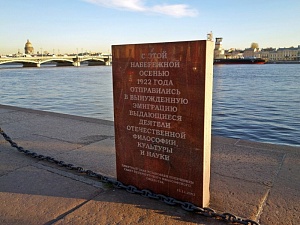 С ЭТОЙ
НАБЕРЕЖНОЙ
ОСЕНЬЮ
1922 ГОДА
ОТПРАВИЛИСЬ
В ВЫНУЖДЕННУЮ
ЭМИГРАЦИЮ
ВЫДАЮЩИЕСЯ
ДЕЯТЕЛИ
ОТЕЧЕСТВЕННОЙ
ФИЛОСОФИИ,
КУЛЬТУРЫ
И НАУКИ